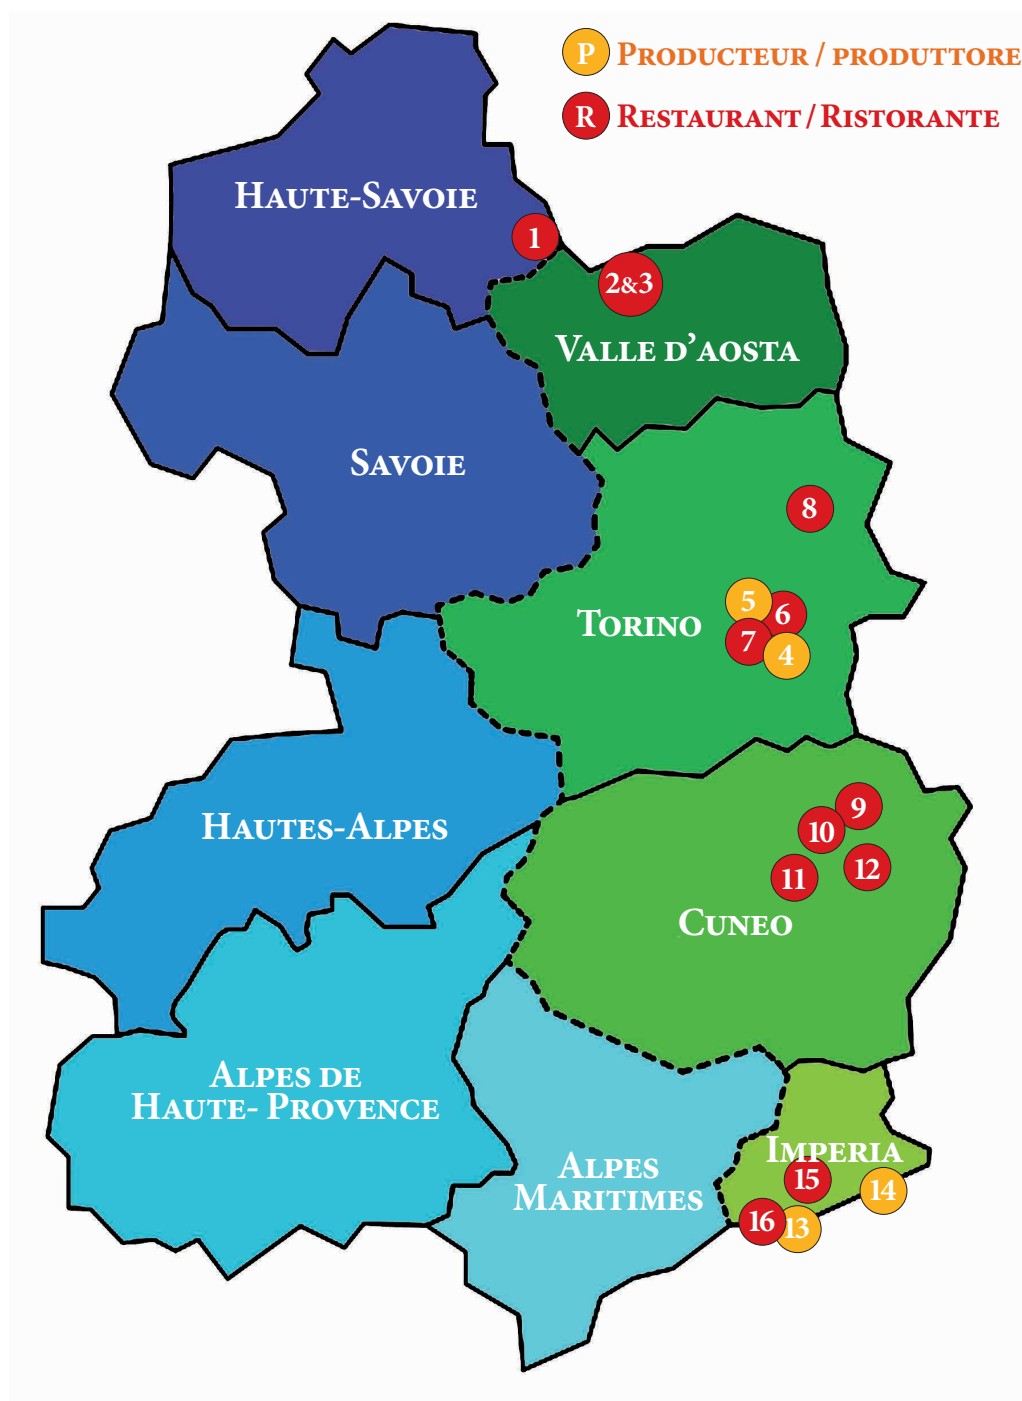 P Producteur / produttore
R Restaurant / Ristorante
Haute-Savoie
1
2&3
Valle d'aosta
Savoie
8
5
6
Torino
7
4
9
Hautes-Alpes
10
12
11
Cuneo
Alpes de
Haute- Provence
Imperia
Alpes
Maritimes
15
14
16
13